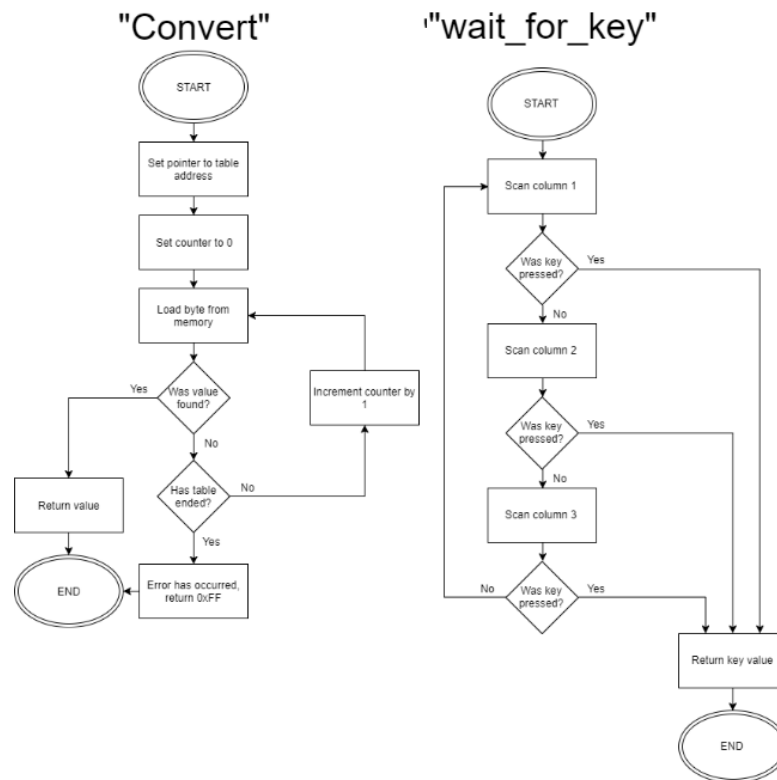 "Convert"
START
Set pointer to table
address
Set counter to 0
Load byte from
memory
Yes
Was value
found?
Increment counter by
1
No
Return value
Has table
ended?
No
Yes
END
Error has occurred,
return 0xFF
'"wait_for_key"
START
Scan column 1
Was key
pressed?
Yes
No
Scan column 2
Was key
pressed?
Yes
No
Scan column 3
No
Was key
pressed?
Yes
Return key value
END